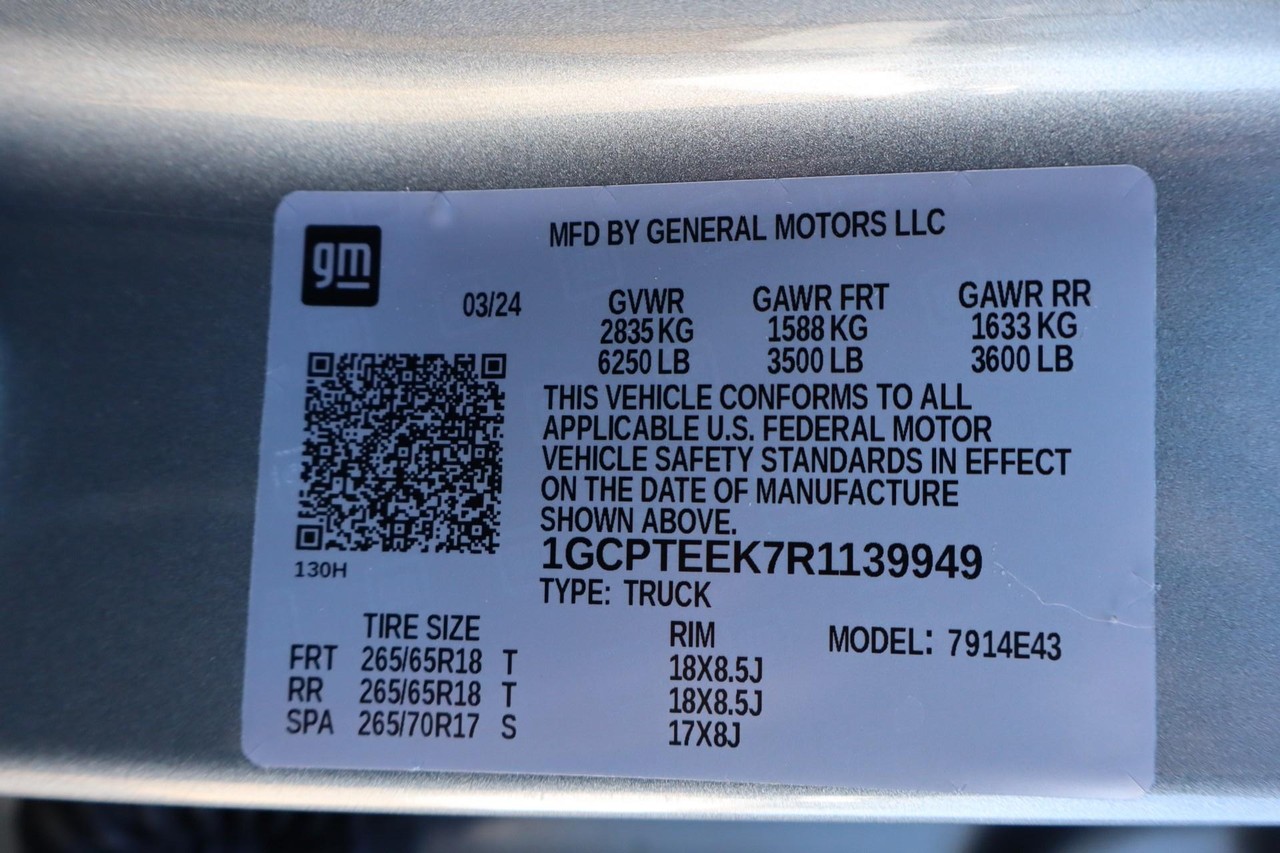 gm
MFD BY GENERAL MOTORS LLC
03/24 GVWR GAWR FRT GAWR RR
2835 KG 1588 KG 1633 KG
6250 LB 3500 LB 3600 LB
THIS VEHICLE CONFORMS TO ALL
APPLICABLE U.S. FEDERAL MOTOR
VEHICLE SAFETY STANDARDS IN EFFECT
ON THE DATE OF MANUFACTURE
SHOWN ABOVE.
130H
1GCPTEEK7R1139949
TYPE: TRUCK
TIRE SIZE RIM MODEL: 7914E43
FRT 265/65R18 T 18X8.5J
RR 265/65R18 T 18X8.5J
SPA 265/70R17 S 17X8J